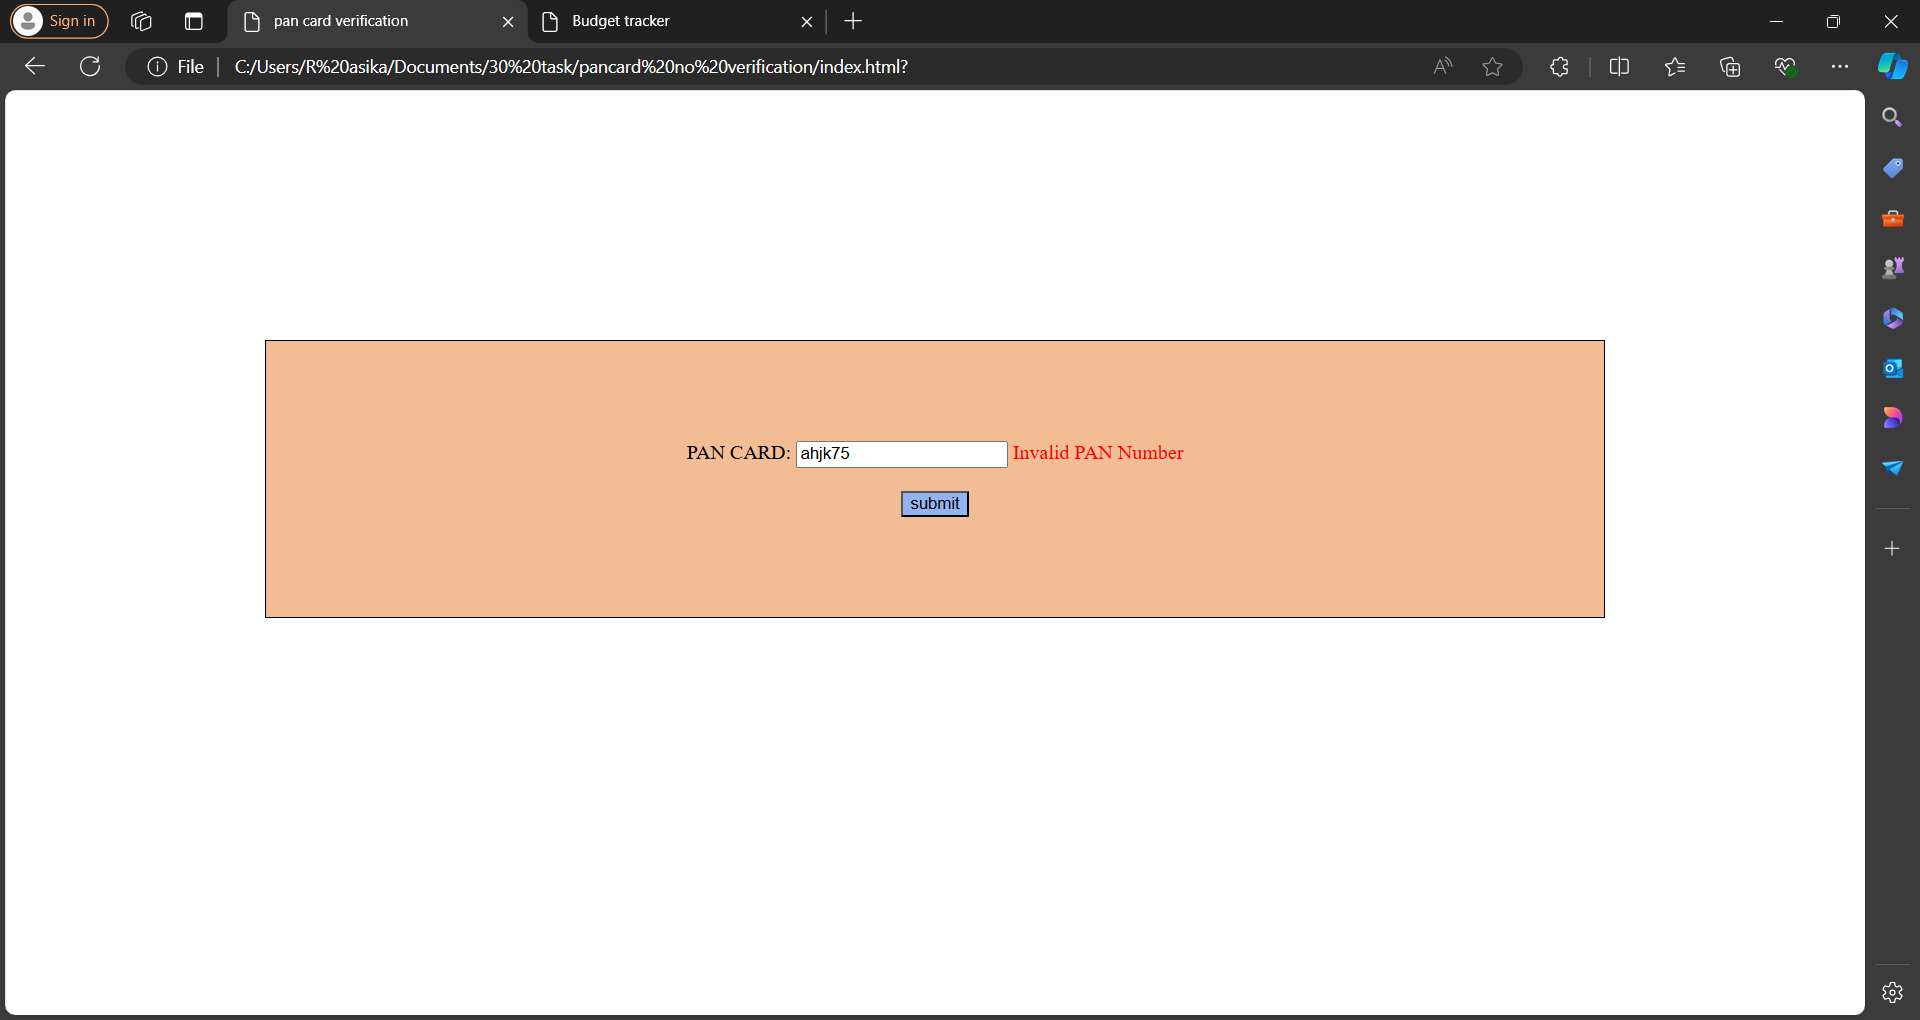 Sign in
pan card verification
Budget tracker
File
C:/Users/R%20asika/Documents/30%20task/pancard%20no%20verification/index.html?
PAN CARD: ahjk75 Invalid PAN Number
submit